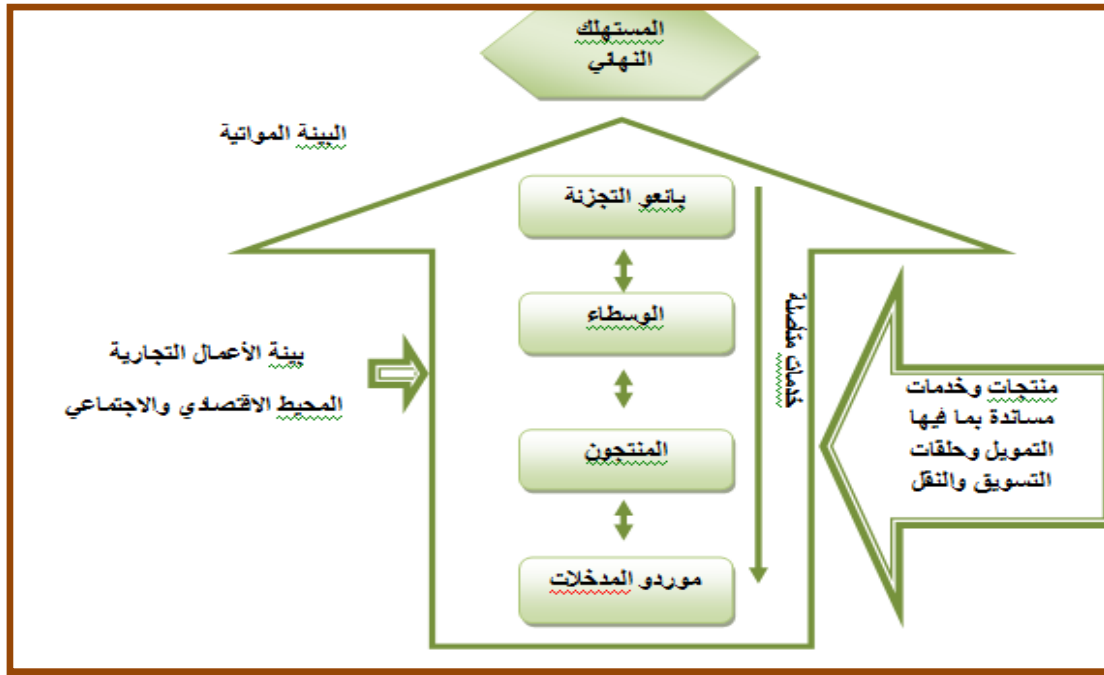 المستهلك
النهائي
البيئة المواتية
بائعو التجزئة
الوسطاء
خدمات متأصلة
بيئة الأعمال التجارية
المحيط الاقتصادي والاجتماعي
منتجات وخدمات
مساندة بما فيها
التمويل وحلقات
التسويق والنقل
المنتجون
موردو المدخلات